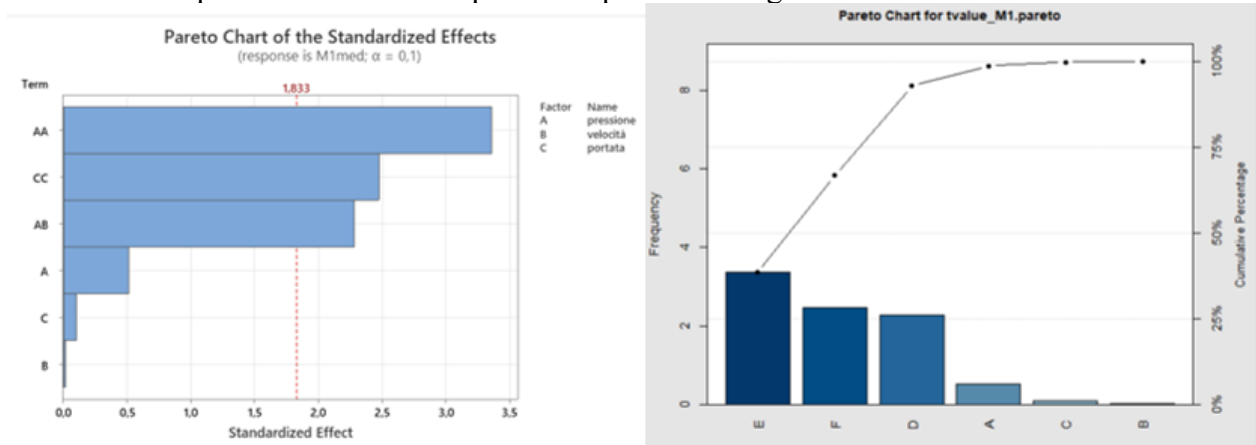 Pareto Chart of the Standardized Effects
(response is M1med; α = 0,1)
Term
1,833
AA
CC
AB
A
C
B
0,0 0,5 1,0 1,5 2,0 2,5 3,0 3,5
Standardized Effect
Factor Name
A pressione
B velocità
C portata
Pareto Chart for tvalue_M1.pareto
Frequency
8
6
4
2
0
100%
75%
50%
25%
0%
Cumulative Percentage
E F D A C B